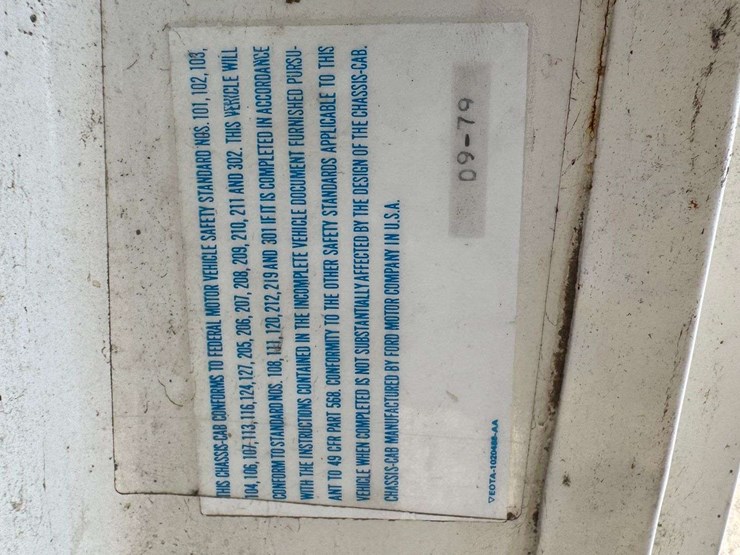 THIS CHASSIS-CAB CONFORMS TO FEDERAL MOTOR VEHICLE SAFETY STANDARD NOS. 101, 102, 103,
104, 106, 107, 113, 116, 124, 127, 205, 206, 207, 208, 209, 210, 211 AND 302. THIS VEHICLE WILL
CONFORM TO STANDARD NOS. 108, 111, 120, 212, 219 AND 301 IF IT IS COMPLETED IN ACCORDANCE
WITH THE INSTRUCTIONS CONTAINED IN THE INCOMPLETE VEHICLE DOCUMENT FURNISHED PURSU-
ANT TO 49 CFR PART 568. CONFORMITY TO THE OTHER SAFETY STANDARDS APPLICABLE TO THIS
VEHICLE WHEN COMPLETED IS NOT SUBSTANTIALLY AFFECTED BY THE DESIGN OF THE CHASSIS-CAB.
CHASSIS-CAB MANUFACTURED BY FORD MOTOR COMPANY IN U.S.A.
09-79
▽EOTA-1020486-AA